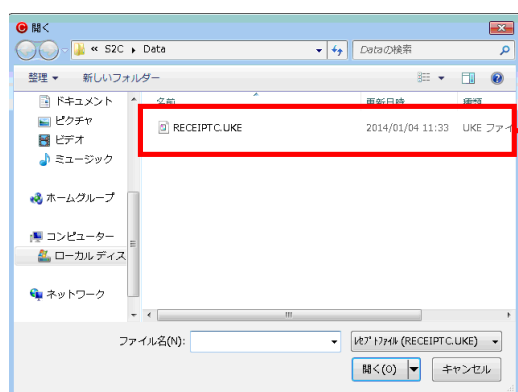 開く
« S2C ▸ Data
Dataの検索
整理 ▼ 新しいフォルダー
ドキュメント
ピクチャ
ビデオ
ミュージック
ホームグループ
コンピューター
ローカル ディス
ネットワーク
名前 更新日時 種類
RECEIPTC.UKE 2014/01/04 11:33 UKE ファイ
ファイル名(N):
ﾚｾﾌﾟﾄﾌｧｲﾙ (RECEIPTC.UKE)
開く(O) キャンセル